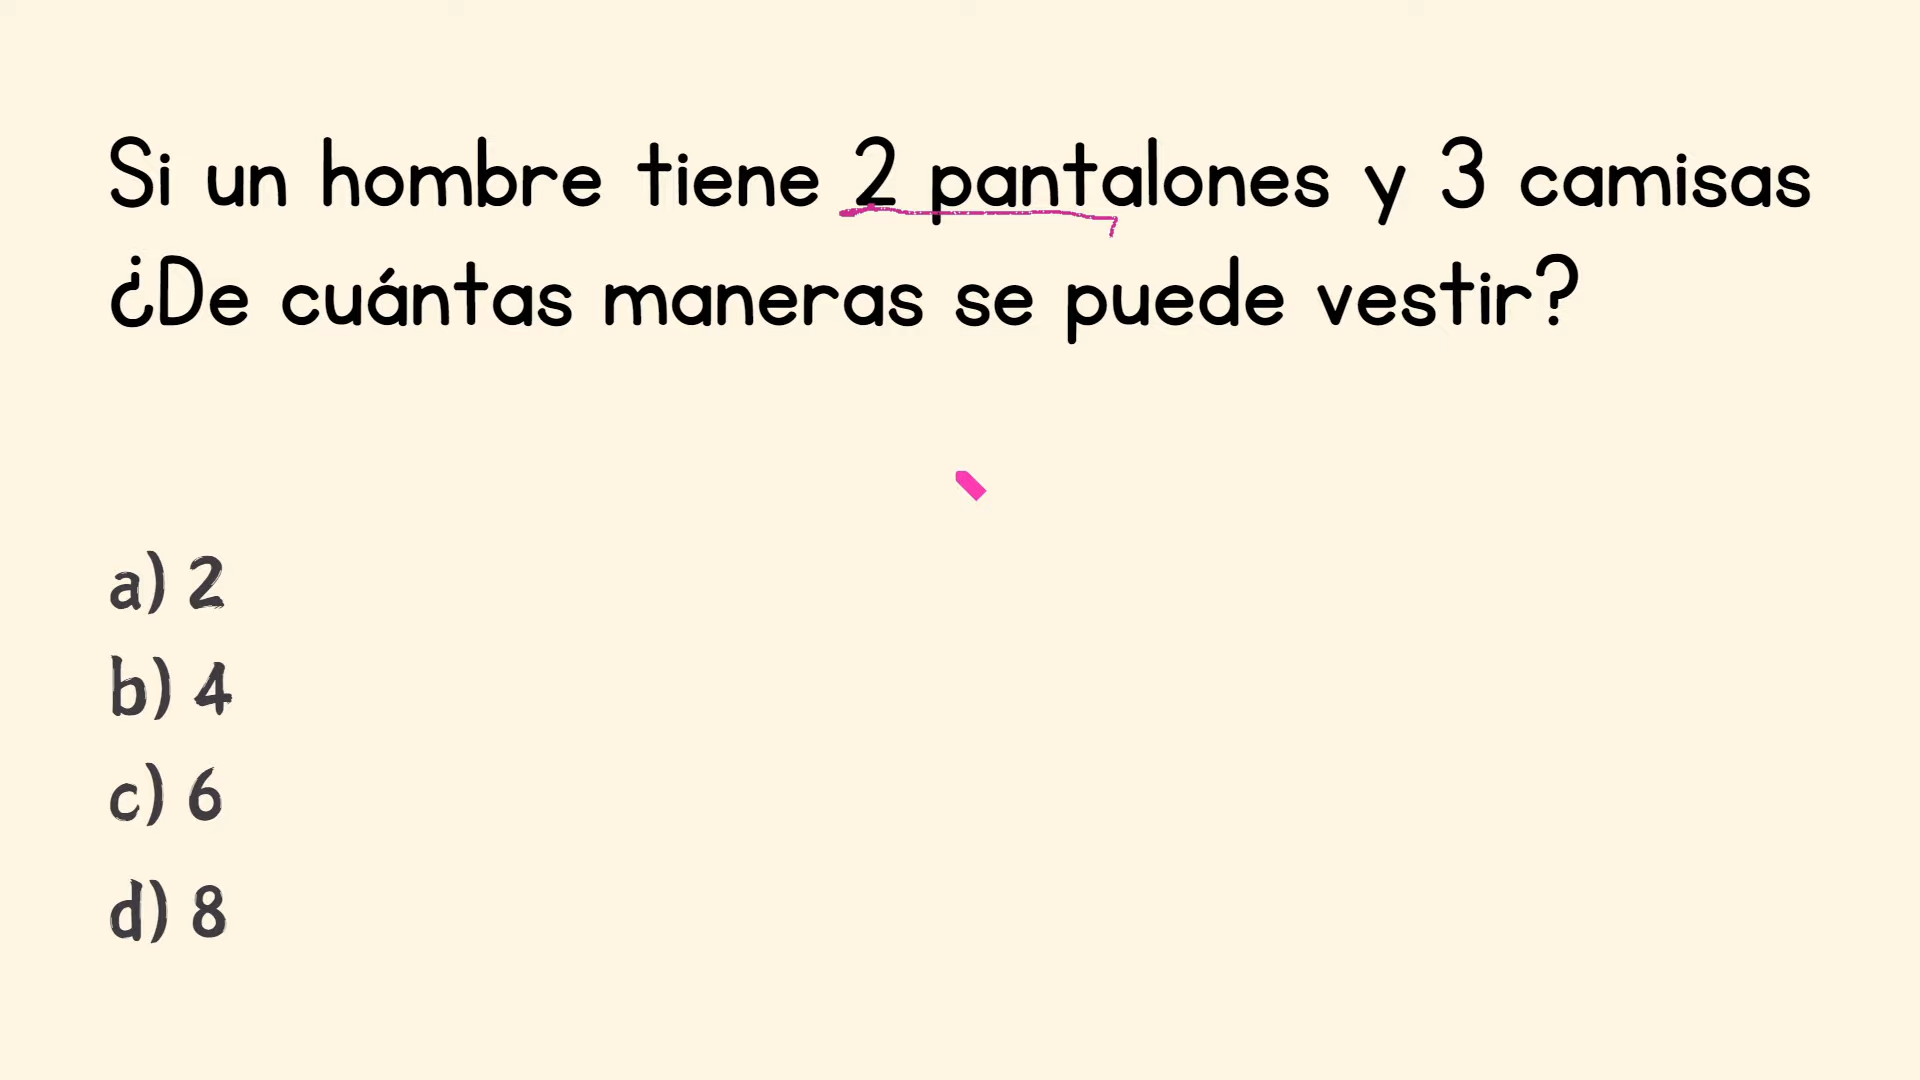 Si un hombre tiene 2 pantalones y 3 camisas
¿De cuántas maneras se puede vestir?
a) 2
b) 4
c) 6
d) 8